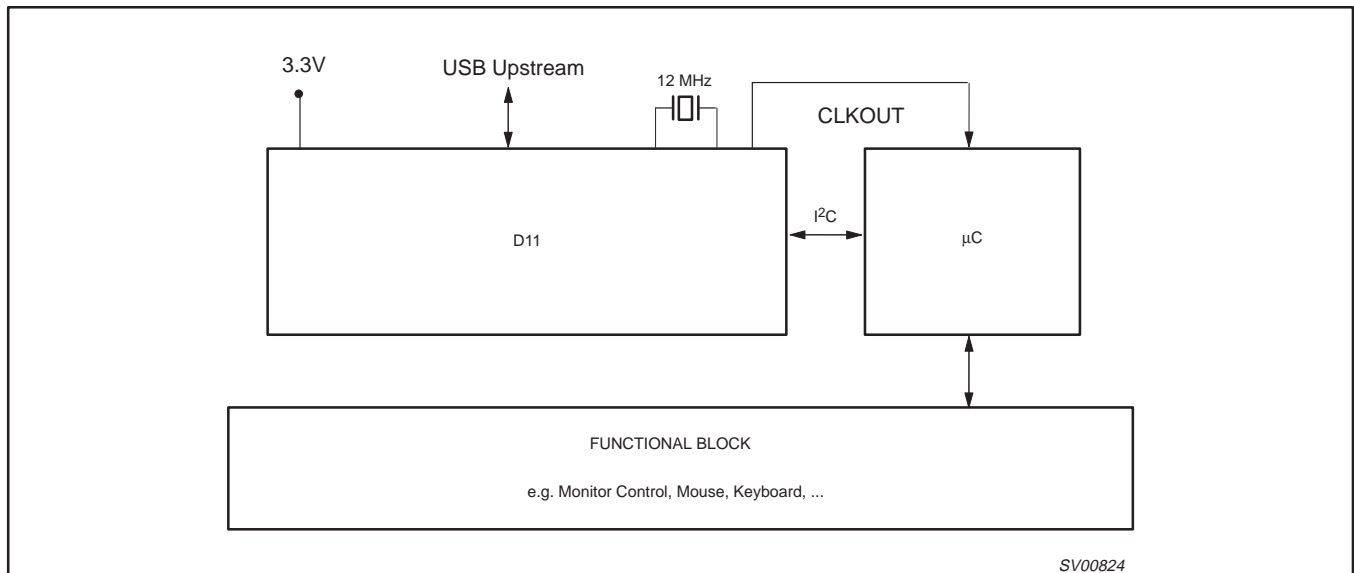 3.3V
USB Upstream
12 MHz
CLKOUT
D11
I²C
μC
FUNCTIONAL BLOCK
e.g. Monitor Control, Mouse, Keyboard, ...
SV00824